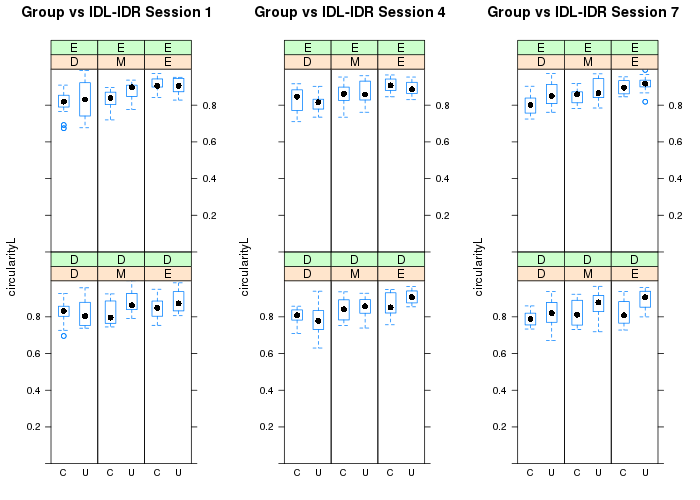 Group vs IDL-IDR Session 1 Group vs IDL-IDR Session 4 Group vs IDL-IDR Session 7
E E E E E E E E E
D M E D M E D M E
0.8 0.8 0.8
0.6 0.6 0.6
0.4 0.4 0.4
0.2 0.2 0.2
circularityL circularityL circularityL
D D D D D D D D D
D M E D M E D M E
0.8 0.8 0.8
0.6 0.6 0.6
0.4 0.4 0.4
0.2 0.2 0.2
C U C U C U C U C U C U C U C U C U